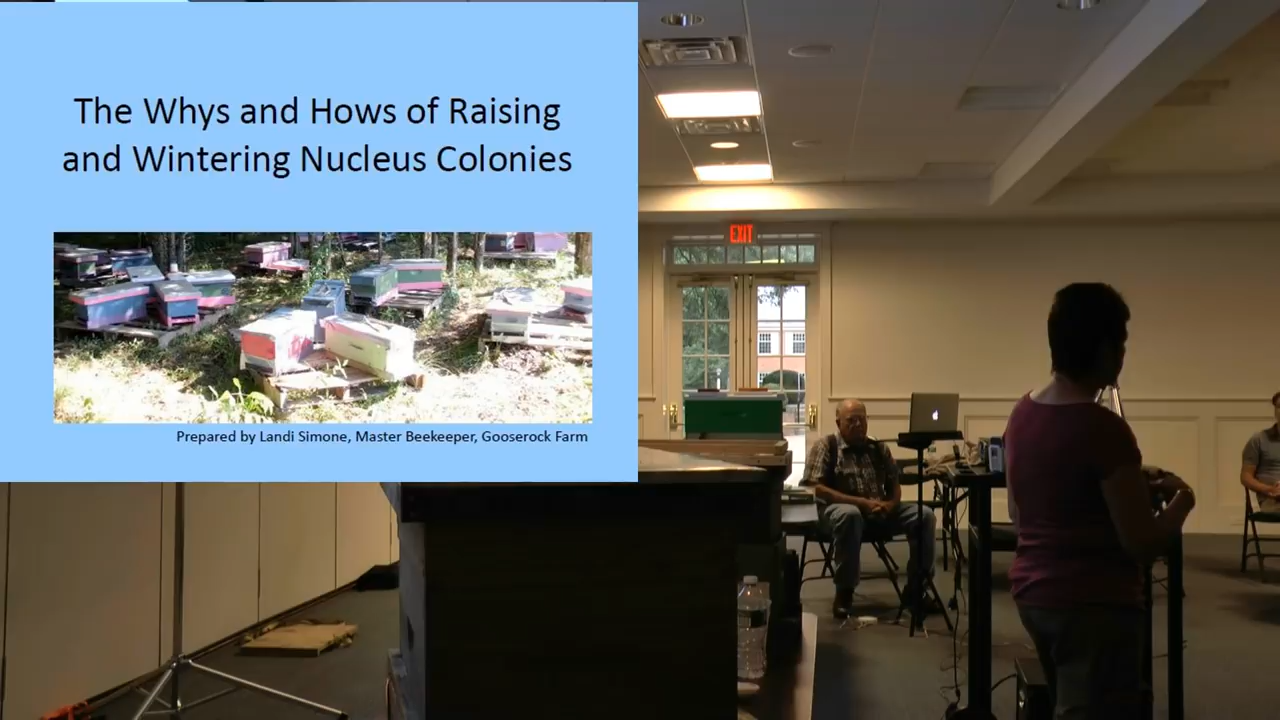 The Whys and Hows of Raising
and Wintering Nucleus Colonies
Prepared by Landi Simone, Master Beekeeper, Gooserock Farm
EXIT